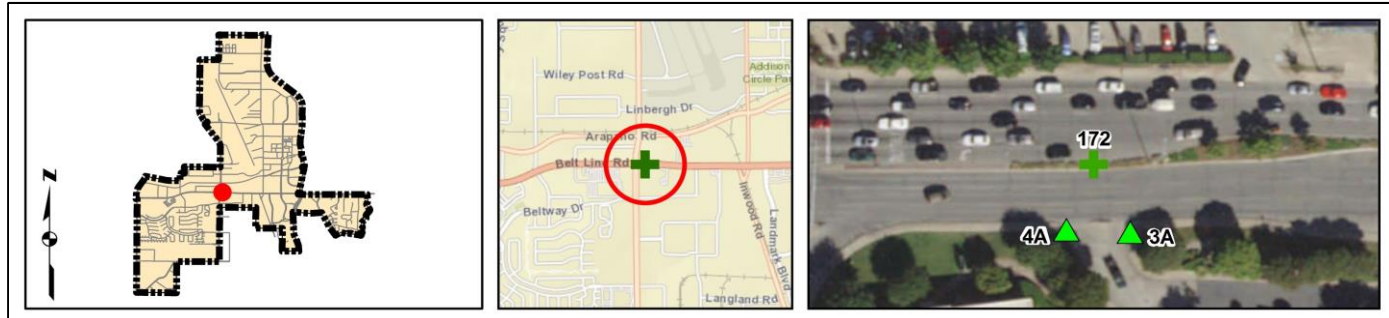 N
Wiley Post Rd
Addison
Circle Par
Linbergh Dr
Arapaho Rd
Belt Line Rd
Beltway Dr
Inwood Rd
Landmark Blvd
Langland Rd
172
4A
3A